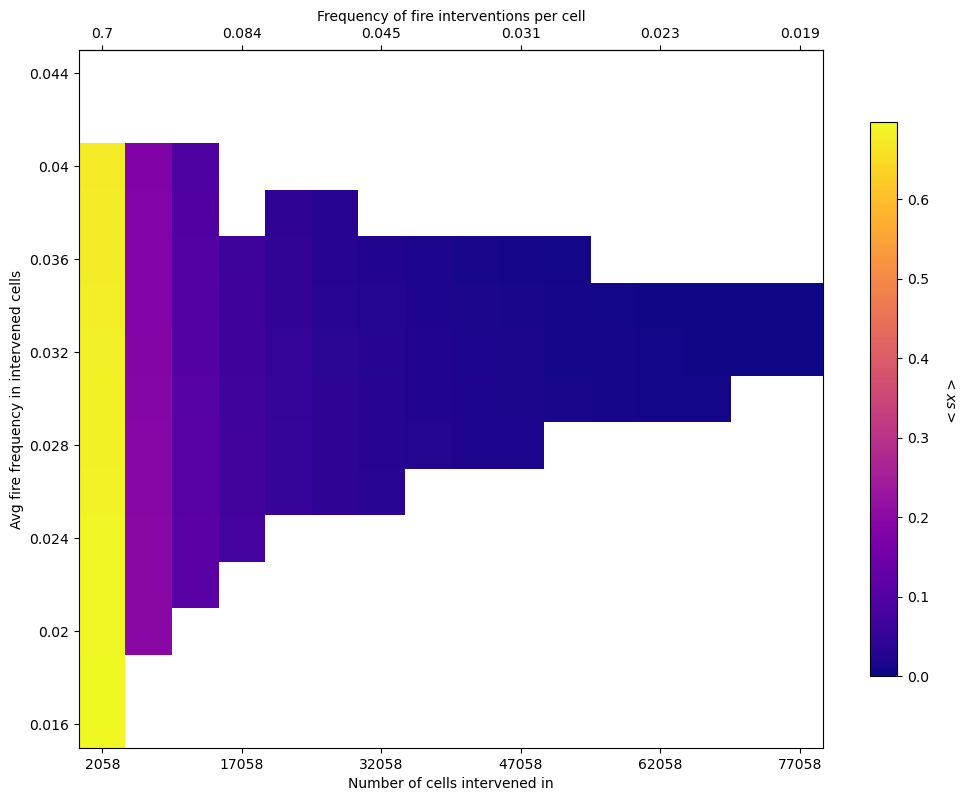 Frequency of fire interventions per cell
0.7 0.084 0.045 0.031 0.023 0.019
0.044
0.04
0.036
0.032
0.028
0.024
0.02
0.016
Avg fire frequency in intervened cells
2058 17058 32058 47058 62058 77058
Number of cells intervened in
0.6
0.5
0.4
0.3
0.2
0.1
0.0
< xs >